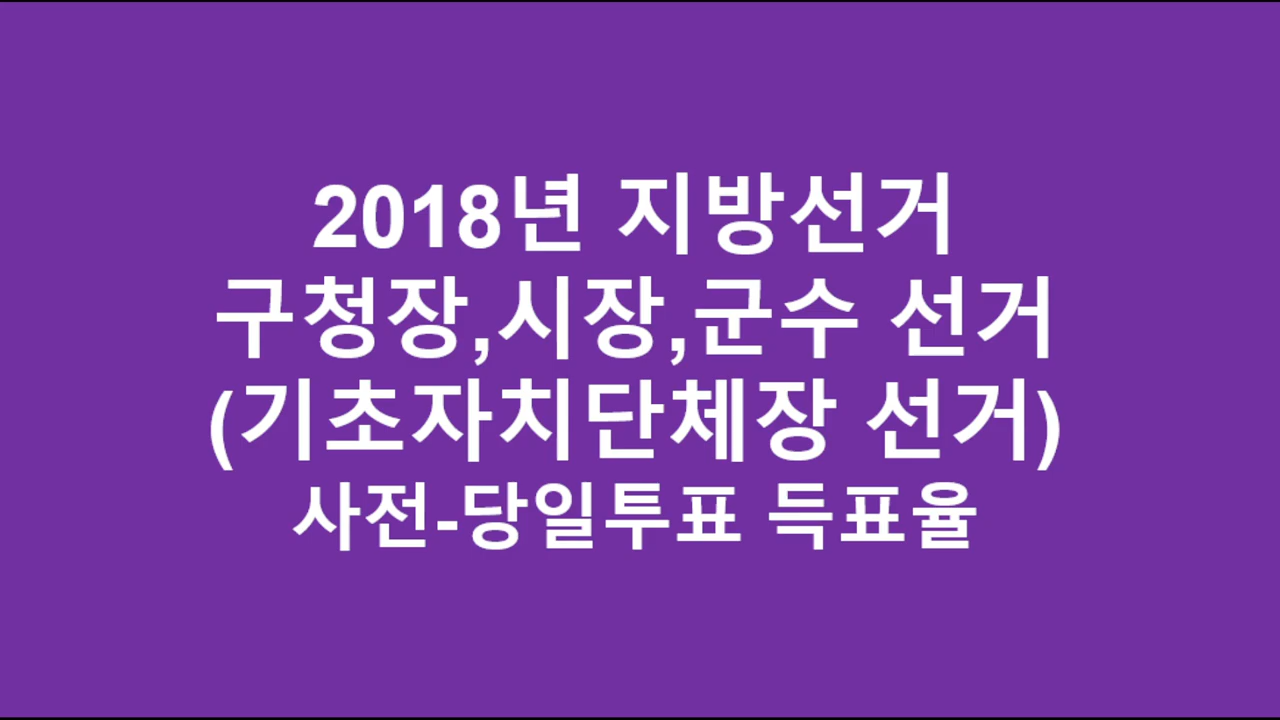 2018년 지방선거
구청장,시장,군수 선거
(기초자치단체장 선거)
사전-당일투표 득표율